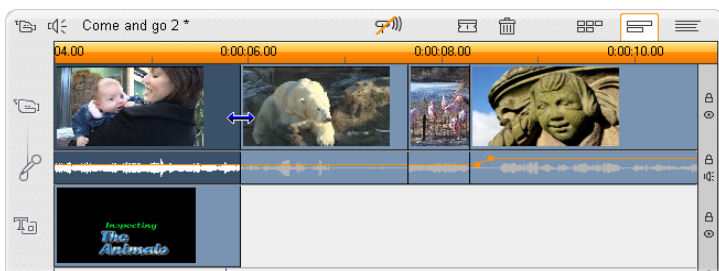 Come and go 2 *
04.00 0:00:06.00 0:00:08.00 0:00:10.00
T
Inspecting
The
Animals